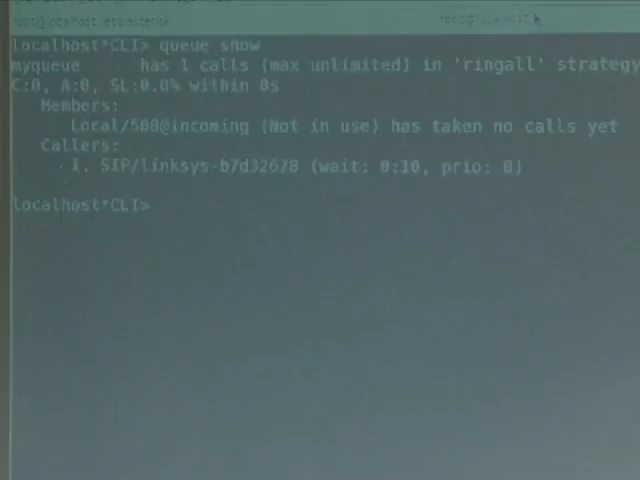 localhost*CLI> queue show
myqueue has 1 calls (max unlimited) in 'ringall' strategy
C:0, A:0, SL:0.0% within 0s
Members:
Local/500@incoming (Not in use) has taken no calls yet
Callers:
1. SIP/linksys-b7d32678 (wait: 0:10, prio: 0)
localhost*CLI>